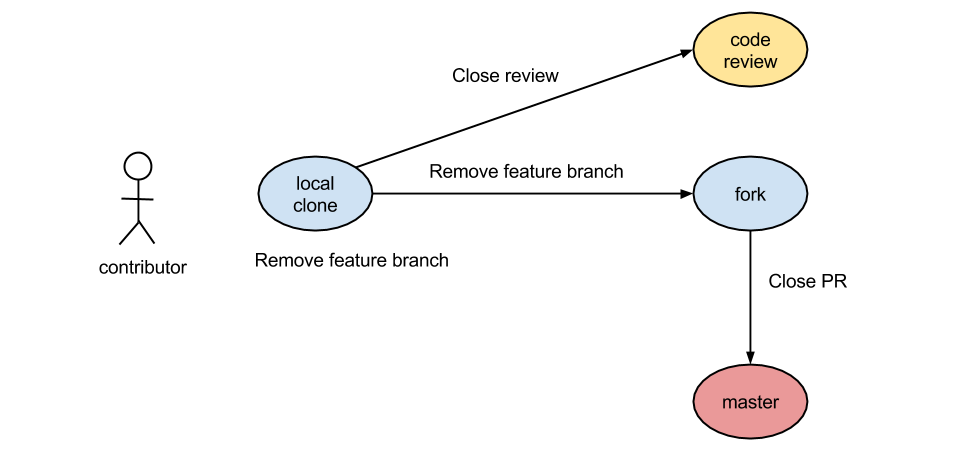 code
review
Close review
Remove feature branch
local
clone
fork
contributor
Remove feature branch
Close PR
master